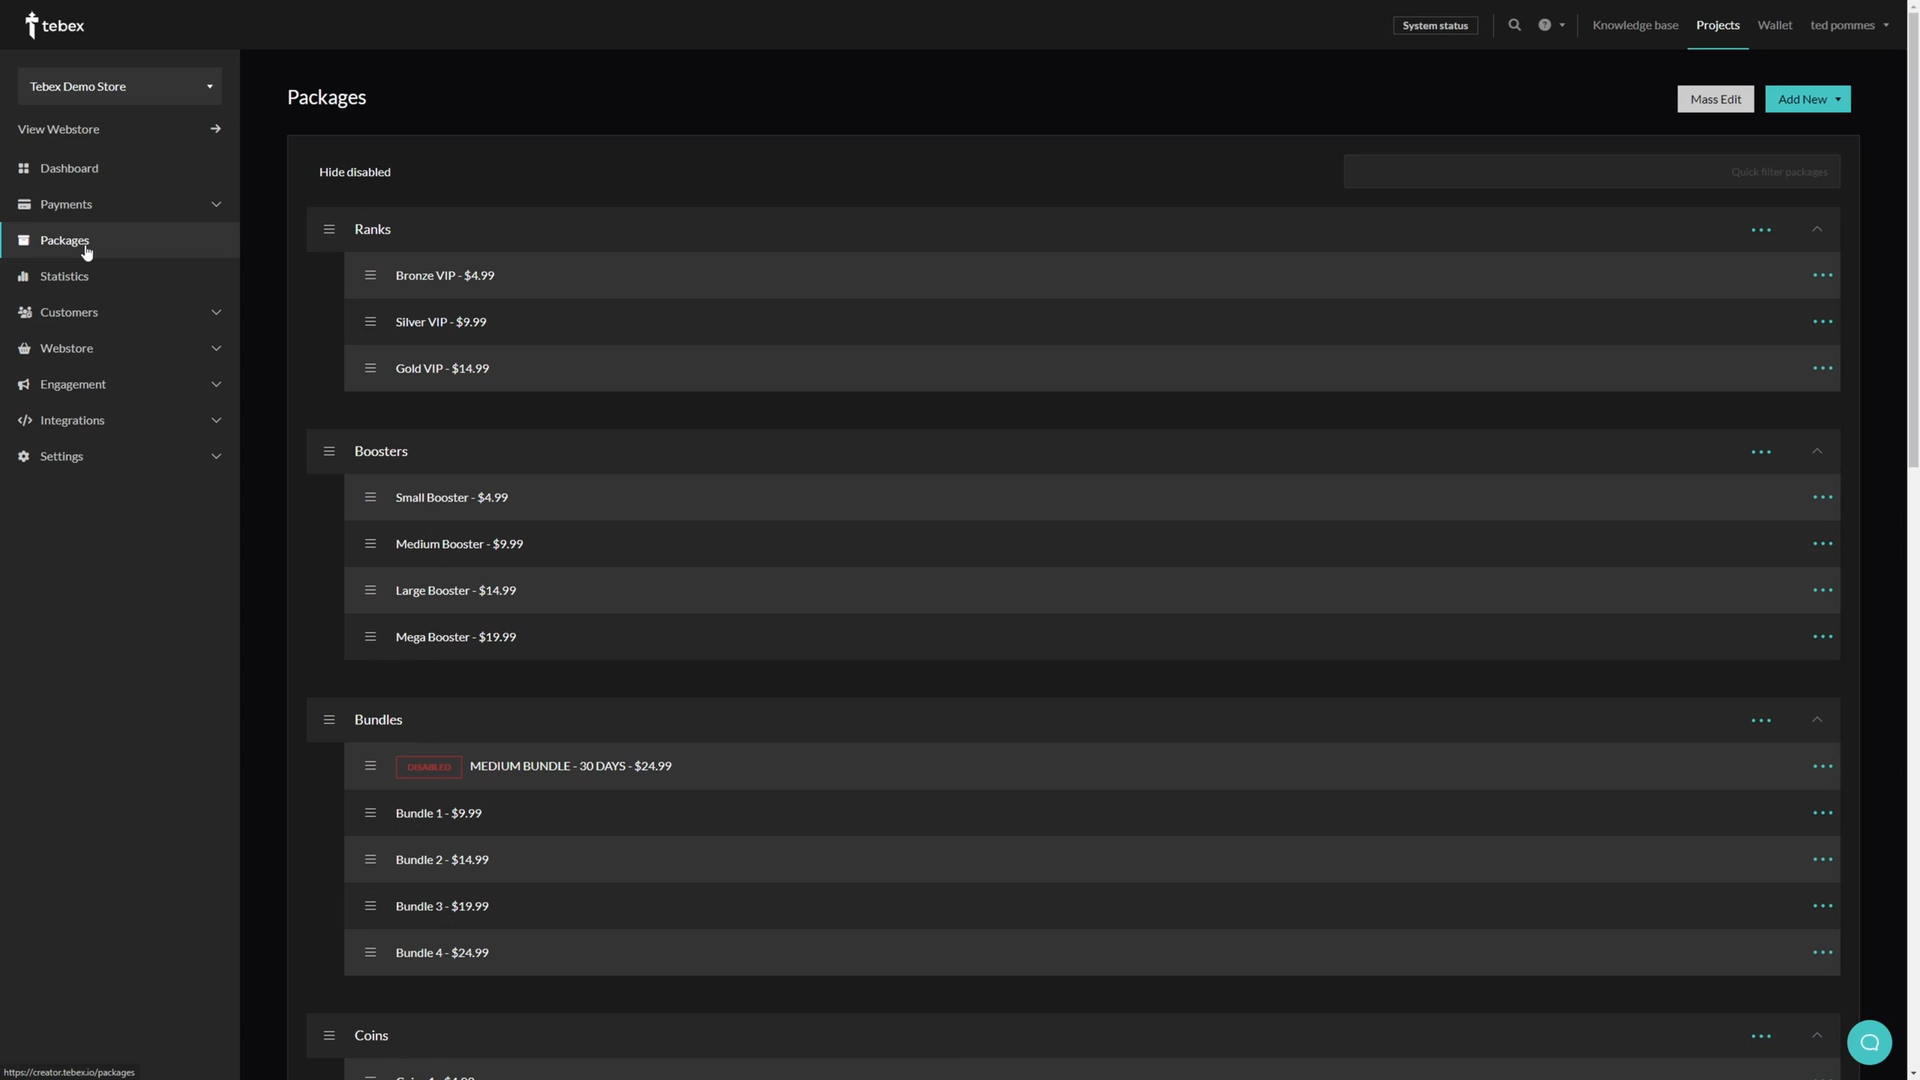 tebex
System status
Knowledge base
Projects
Wallet
ted pommes
Tebex Demo Store
View Webstore
Dashboard
Payments
Packages
Statistics
Customers
Webstore
Engagement
Integrations
Settings
Packages
Mass Edit
Add New
Hide disabled
Quick filter packages
Ranks
Bronze VIP - $4.99
Silver VIP - $9.99
Gold VIP - $14.99
Boosters
Small Booster - $4.99
Medium Booster - $9.99
Large Booster - $14.99
Mega Booster - $19.99
Bundles
DISABLED MEDIUM BUNDLE - 30 DAYS - $24.99
Bundle 1 - $9.99
Bundle 2 - $14.99
Bundle 3 - $19.99
Bundle 4 - $24.99
Coins
https://creator.tebex.io/packages